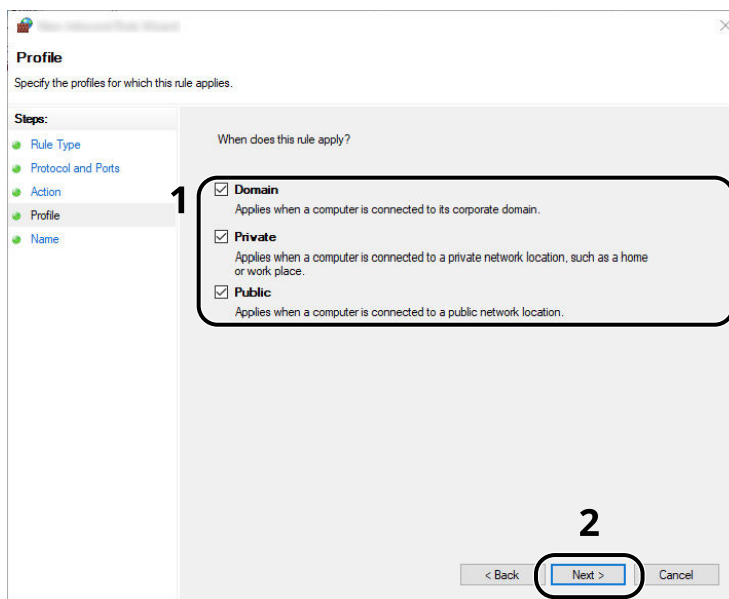 Profile
Specify the profiles for which this rule applies.
Steps:
Rule Type
Protocol and Ports
Action
Profile
Name
When does this rule apply?
1
Domain
Applies when a computer is connected to its corporate domain.
Private
Applies when a computer is connected to a private network location, such as a home
or work place.
Public
Applies when a computer is connected to a public network location.
2
< Back
Next >
Cancel